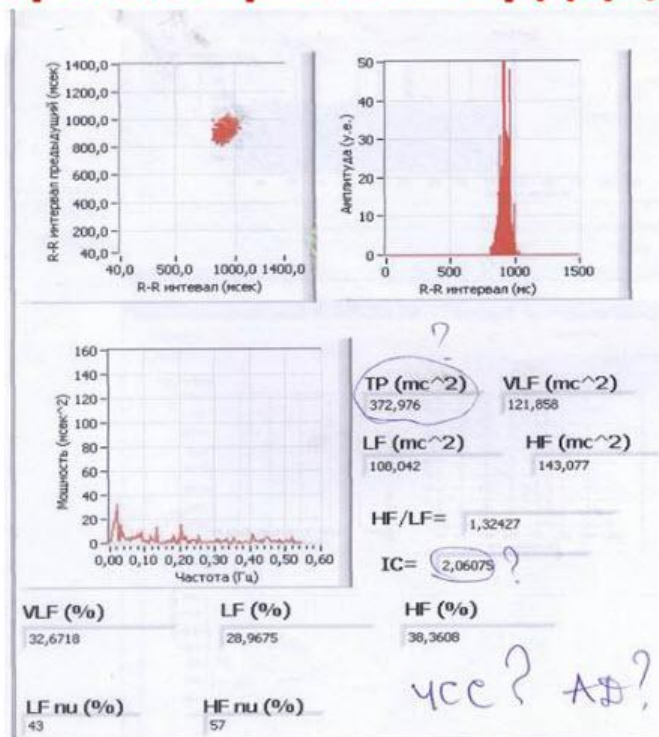 1400,0
1200,0
1000,0
800,0
600,0
400,0
200,0
40,0
R-R интервал предыдущий (мсек)
40,0 500,0 1000,0 1400,0
R-R интевал (мсек)
50
40
30
20
10
0
Амплитуда (у.е.)
0 500 1000 1500
R-R интервал (мс)
160
140
120
100
80
60
40
20
0
Мощность (мсек^2)
0,00 0,10 0,20 0,30 0,40 0,50 0,60
Частота (Гц)
?
TP (mc^2) VLF (mc^2)
372,976 121,858
LF (mc^2) HF (mc^2)
108,042 143,077
HF/LF= 1,32427
IC= 2,06075 ?
VLF (%) LF (%) HF (%)
32,6718 28,9675 38,3608
ЧСС? АД?
LF nu (%) HF nu (%)
43 57